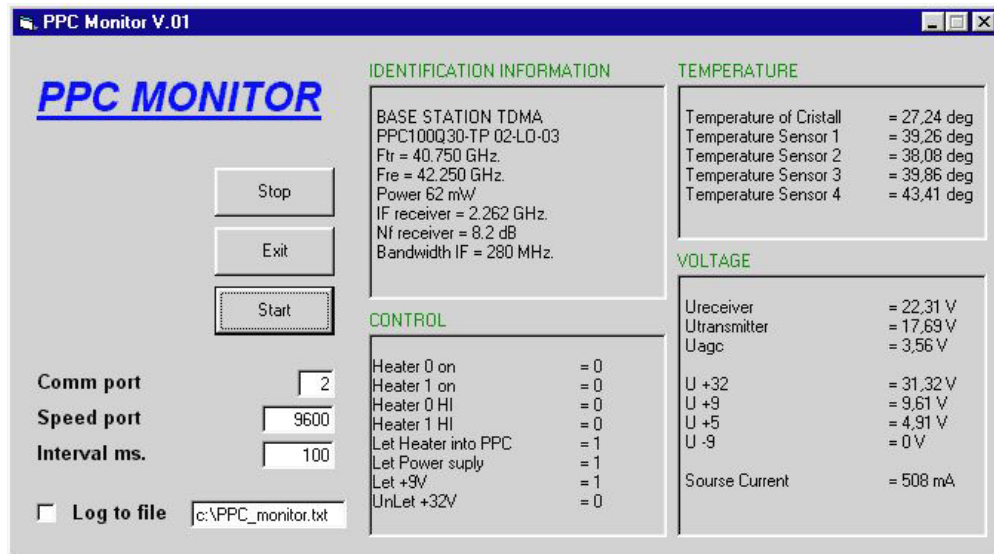 PPC Monitor V.01
PPC MONITOR
Stop
Exit
Start
Comm port 2
Speed port 9600
Interval ms. 100
Log to file c:\PPC_monitor.txt
IDENTIFICATION INFORMATION
BASE STATION TDMA
PPC100Q30-TP 02-LO-03
Ftr = 40.750 GHz.
Fre = 42.250 GHz.
Power 62 mW
IF receiver = 2.262 GHz.
Nf receiver = 8.2 dB
Bandwidth IF = 280 MHz.
CONTROL
Heater 0 on = 0
Heater 1 on = 0
Heater 0 HI = 0
Heater 1 HI = 0
Let Heater into PPC = 1
Let Power suply = 1
Let +9V = 1
UnLet +32V = 0
TEMPERATURE
Temperature of Cristall = 27,24 deg
Temperature Sensor 1 = 39,26 deg
Temperature Sensor 2 = 38,08 deg
Temperature Sensor 3 = 39,86 deg
Temperature Sensor 4 = 43,41 deg
VOLTAGE
Ureceiver = 22,31 V
Utransmitter = 17,69 V
Uagc = 3,56 V
U +32 = 31,32 V
U +9 = 9,61 V
U +5 = 4,91 V
U -9 = 0 V
Sourse Current = 508 mA